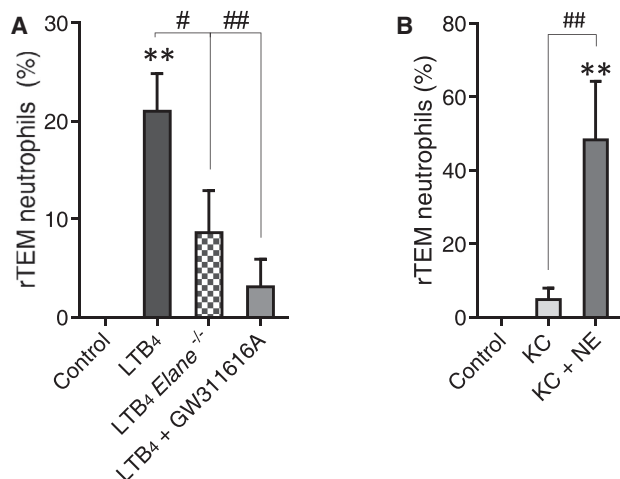 A
rTEM neutrophils (%)
30
20
10
0
#
##
**
Control
LTB4
LTB4 Elane -/-
LTB4 + GW311616A
B
rTEM neutrophils (%)
80
60
40
20
0
##
**
Control
KC
KC + NE